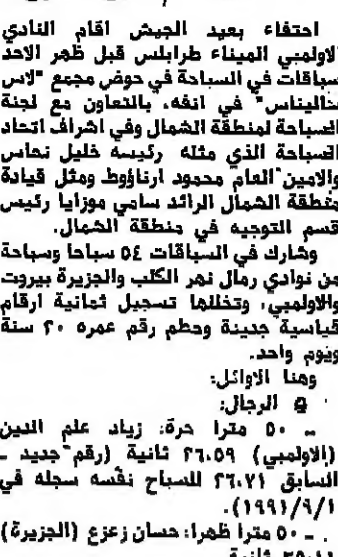 احتفاء بعيد الجيش اقام النادي
الاولمبي الميناء طرابلس قبل ظهر الاحد
سباقات في السباحة في حوض مجمع "لاس
ساليناس" في انفه، بالتعاون مع لجنة
السباحة لمنطقة الشمال وفي اشراف اتحاد
السباحة الذي مثله رئيسه خليل نحاس
والامين العام محمود ارناؤوط ومثل قيادة
منطقة الشمال الرائد سامي موزايا رئيس
قسم التوجيه في منطقة الشمال.
وشارك في السباقات ٥٤ سباحا وسباحة
من نوادي رمال نهر الكلب والجزيرة بيروت
والاولمبي، وتخللها تسجيل ثمانية ارقام
قياسية جديدة وحطم رقم عمره ٢٠ سنة
ويوم واحد.
وهنا الاوائل:
الرجال:
ـ ٥٠ مترا حرة: زياد علم الدين
(الاولمبي) ٢٦،٥٩ ثانية (رقم جديد ـ
السابق ٢٦،٧١ للسباح نفسه سجله في
١/٩/١٩٩١).
ـ ٥٠ مترا ظهرا: حسان زعزع (الجزيرة)
ثانية